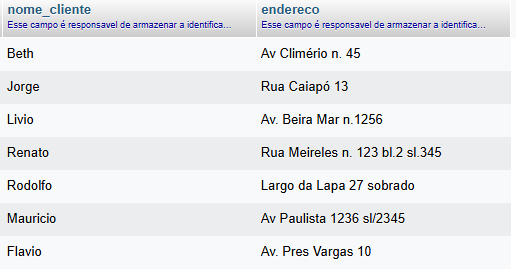 nome_cliente endereco
Esse campo é responsavel de armazenar a identifica... Esse campo é responsavel de armazenar a identifica...
Beth Av Climério n. 45
Jorge Rua Caiapó 13
Livio Av. Beira Mar n.1256
Renato Rua Meireles n. 123 bl.2 sl.345
Rodolfo Largo da Lapa 27 sobrado
Mauricio Av Paulista 1236 sl/2345
Flavio Av. Pres Vargas 10